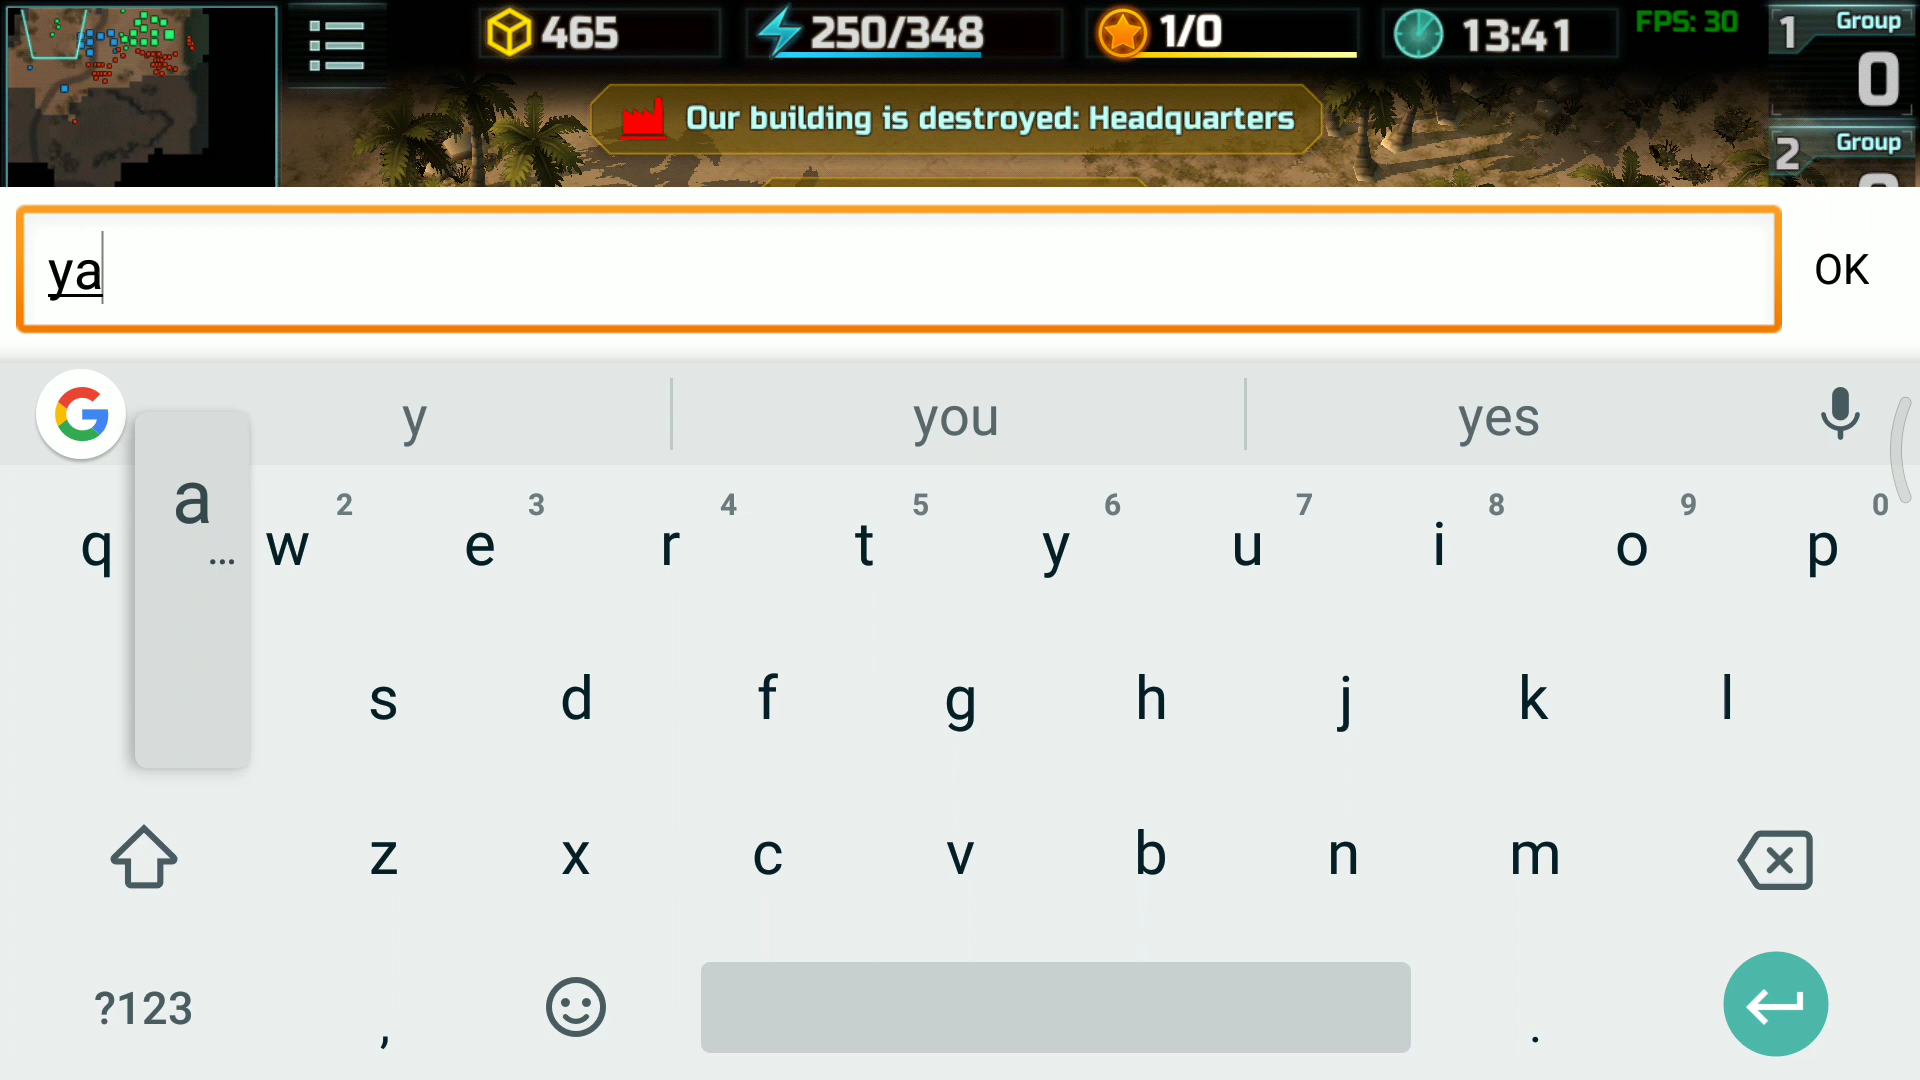 465
250/348
1/0
13:41
FPS: 30
1 Group
0
2 Group
Our building is destroyed: Headquarters
ya
OK
y you yes
a
...
q w 2 e 3 r 4 t 5 y 6 u 7 i 8 o 9 p 0
s d f g h j k l
z x c v b n m
?123 , .